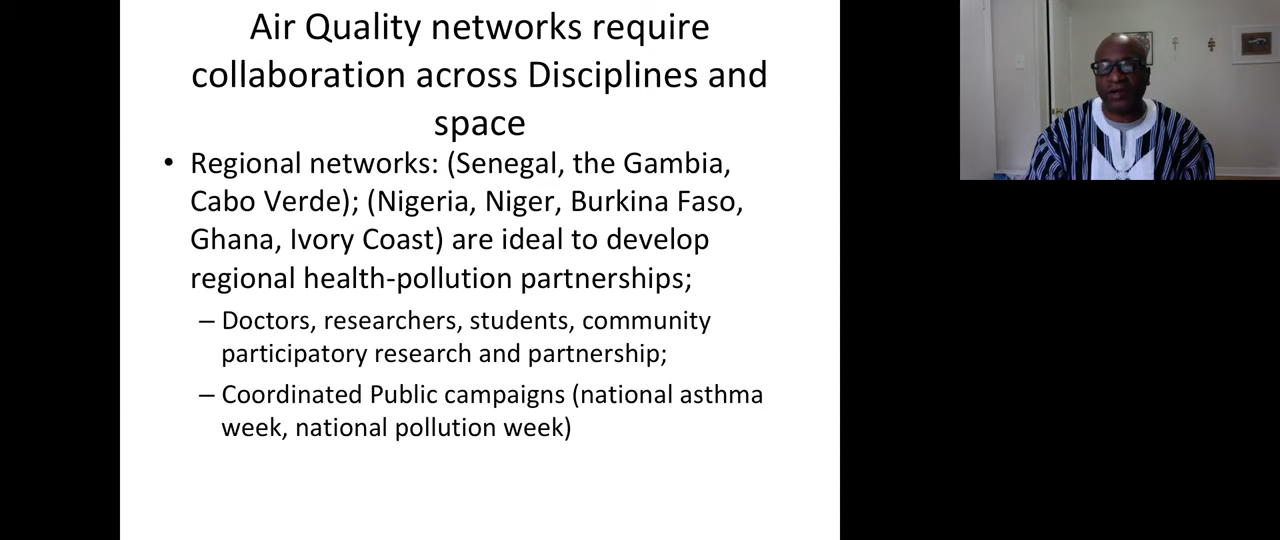 Air Quality networks require
collaboration across Disciplines and
space
• Regional networks: (Senegal, the Gambia,
Cabo Verde); (Nigeria, Niger, Burkina Faso,
Ghana, Ivory Coast) are ideal to develop
regional health-pollution partnerships;
– Doctors, researchers, students, community
participatory research and partnership;
– Coordinated Public campaigns (national asthma
week, national pollution week)